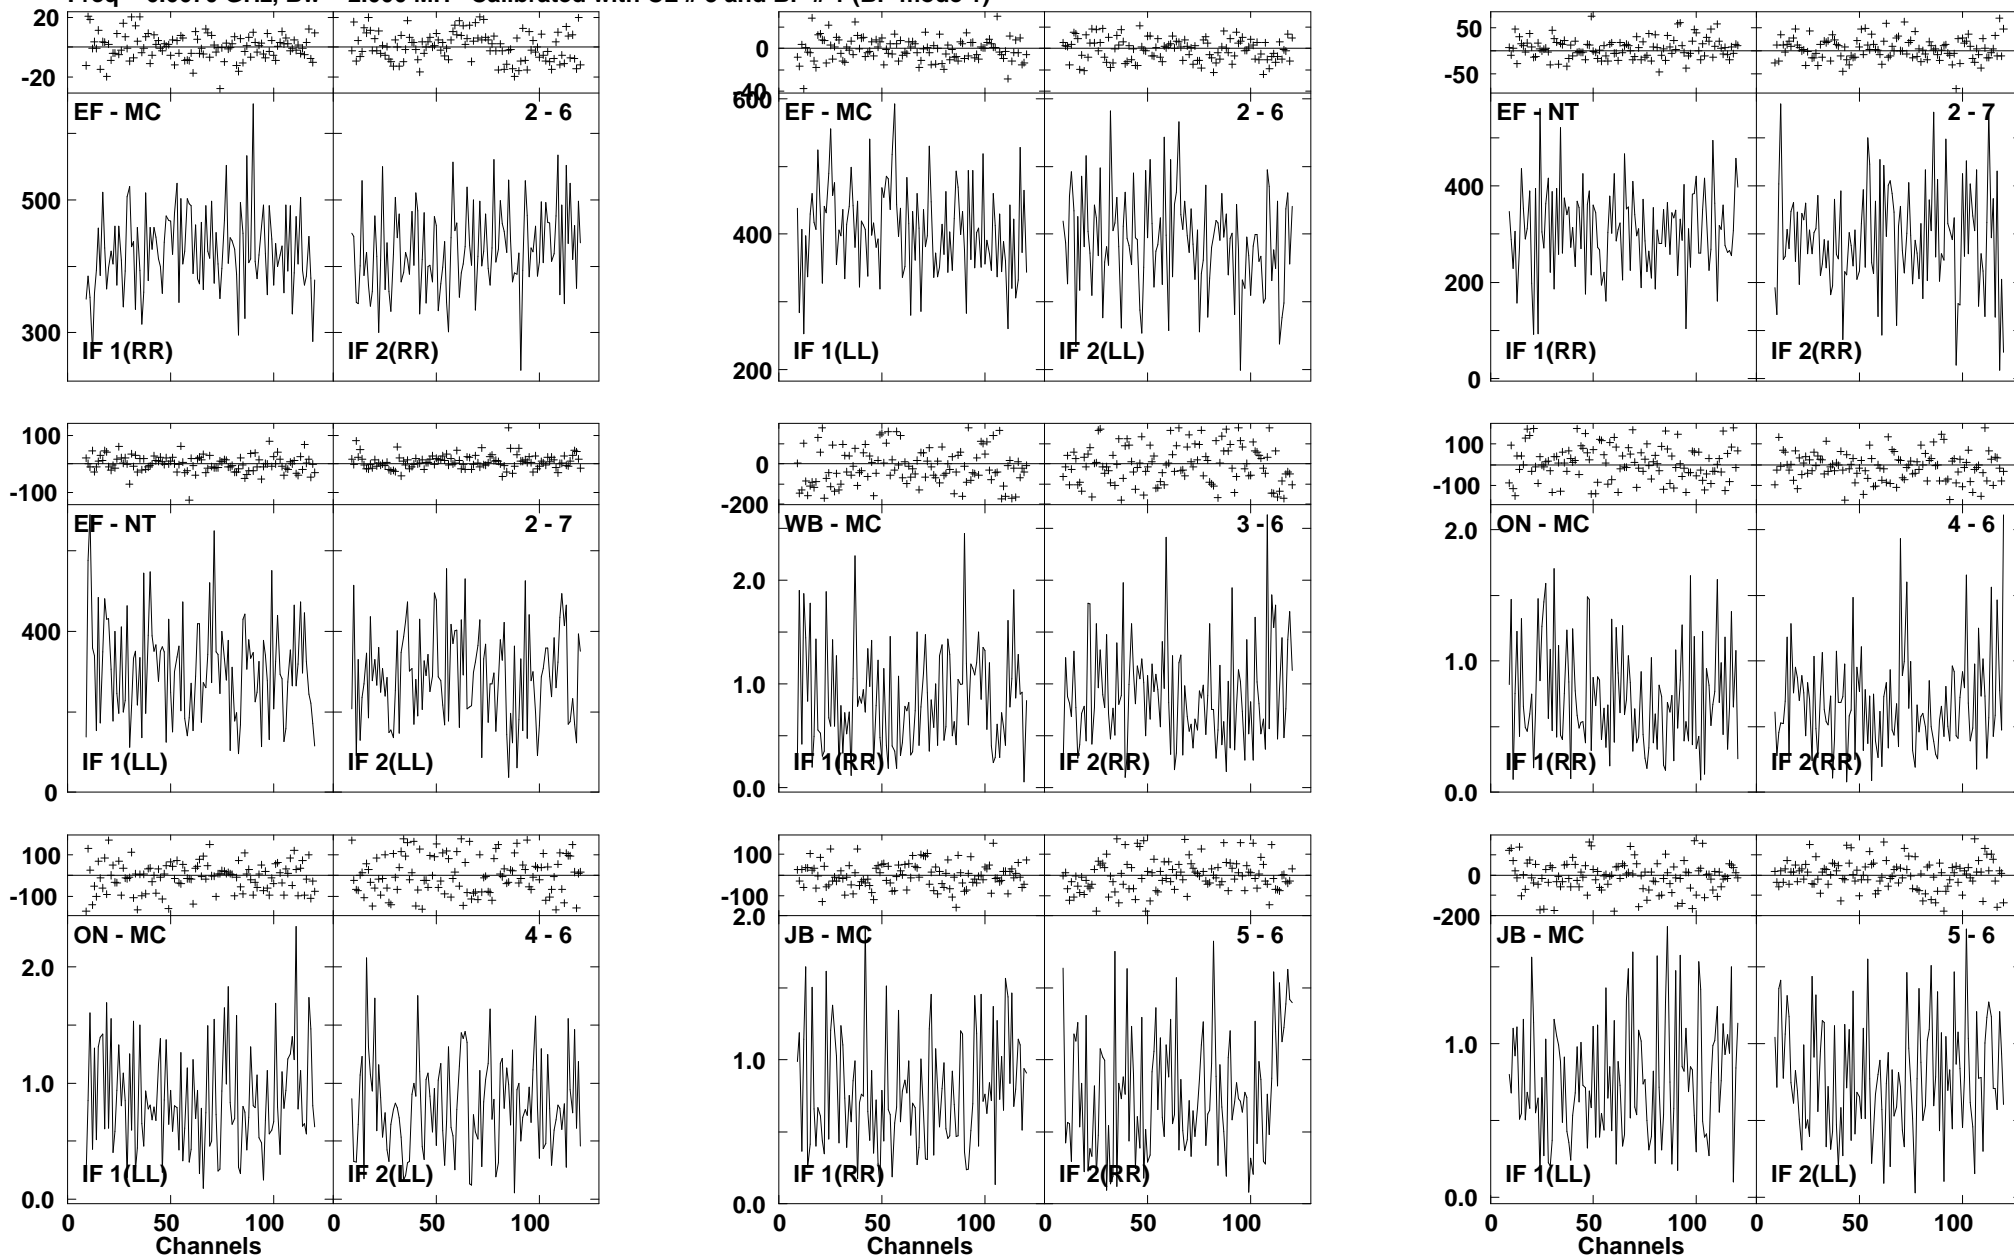 20
-20
EF - MC 2 - 6
500
300
IF 1(RR) IF 2(RR)
0
-40
600
EF - MC 2 - 6
400
200
IF 1(LL) IF 2(LL)
50
-50
EF - NT 2 - 7
400
200
0
IF 1(RR) IF 2(RR)
100
-100
EF - NT 2 - 7
400
0
IF 1(LL) IF 2(LL)
0
-200
WB - MC 3 - 6
2.0
1.0
0.0
IF 1(RR) IF 2(RR)
100
-100
ON - MC 4 - 6
2.0
1.0
0.0
IF 1(RR) IF 2(RR)
100
-100
ON - MC 4 - 6
2.0
1.0
0.0
IF 1(LL) IF 2(LL)
0 50 100 0 50 100
Channels
100
-100
2.0
JB - MC 5 - 6
1.0
0.0
IF 1(RR) IF 2(RR)
0 50 100 0 50 100
Channels
0
-200
JB - MC 5 - 6
1.0
0.0
IF 1(LL) IF 2(LL)
0 50 100 0 50 100
Channels